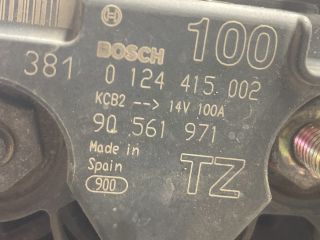 BOSCH 100
381 0 124 415 002
KCB2 --> 14V 100A
90 561 971
Made in
Spain TZ
900